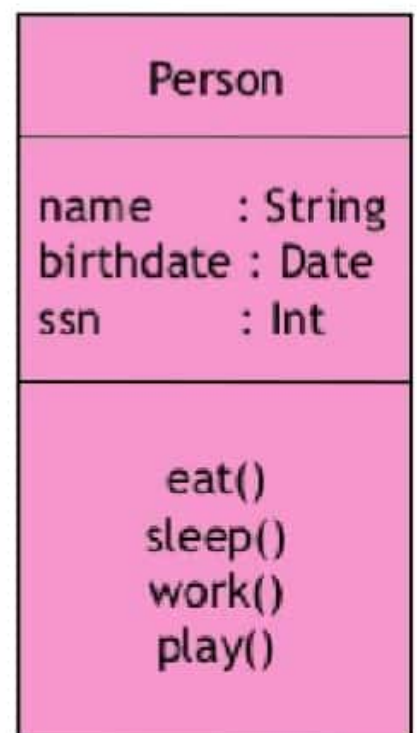 Person
name : String
birthdate : Date
ssn : Int
eat()
sleep()
work()
play()